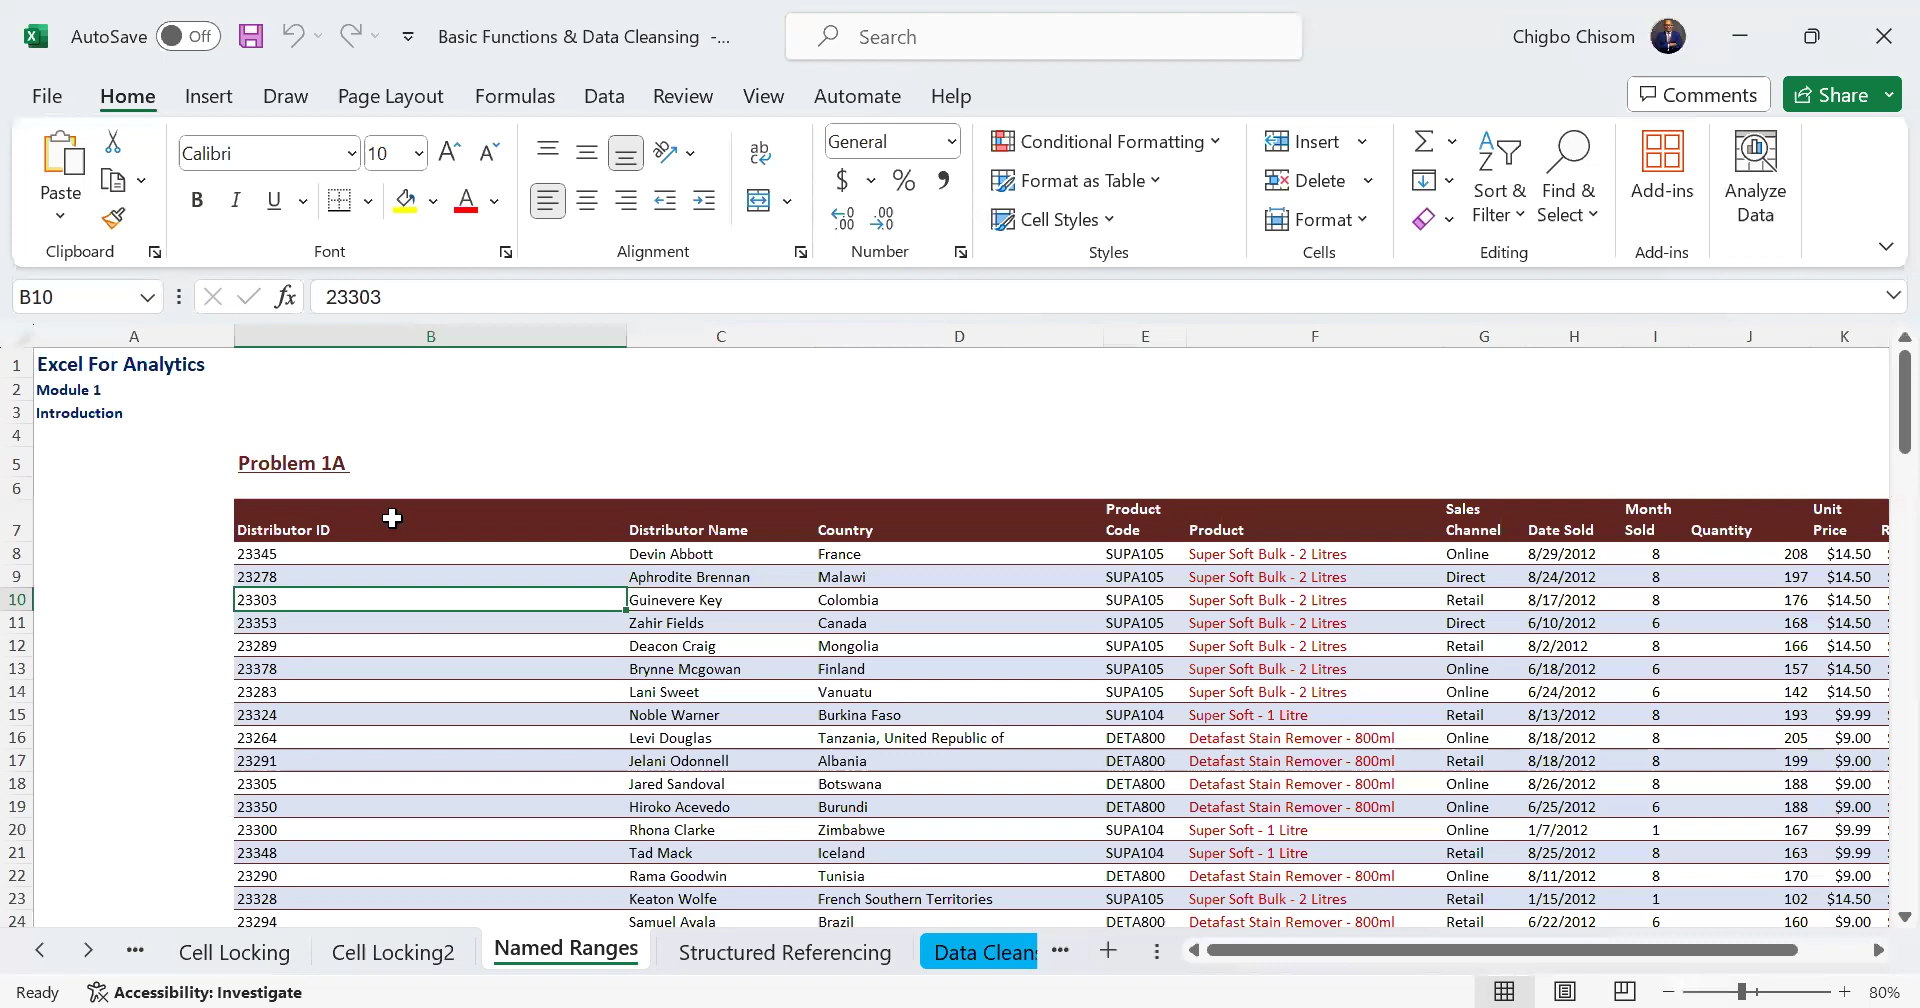 AutoSave Off Basic Functions & Data Cleansing -... Search Chigbo Chisom
File Home Insert Draw Page Layout Formulas Data Review View Automate Help Comments Share
Paste
Clipboard
Calibri 10
B I U
Font
ab
Alignment
General
$ % ,
Number
Conditional Formatting
Format as Table
Cell Styles
Styles
Insert
Delete
Format
Cells
Sort & Filter
Find & Select
Editing
Add-ins
Add-ins
Analyze Data
B10 fx 23303
A B C D E F G H I J K
1 Excel For Analytics
2 Module 1
3 Introduction
4
5 Problem 1A
6
7 Distributor ID Distributor Name Country Product Code Product Sales Channel Date Sold Month Sold Quantity Unit Price R
8 23345 Devin Abbott France SUPA105 Super Soft Bulk - 2 Litres Online 8/29/2012 8 208 $14.50
9 23278 Aphrodite Brennan Malawi SUPA105 Super Soft Bulk - 2 Litres Direct 8/24/2012 8 197 $14.50
10 23303 Guinevere Key Colombia SUPA105 Super Soft Bulk - 2 Litres Retail 8/17/2012 8 176 $14.50
11 23353 Zahir Fields Canada SUPA105 Super Soft Bulk - 2 Litres Direct 6/10/2012 6 168 $14.50
12 23289 Deacon Craig Mongolia SUPA105 Super Soft Bulk - 2 Litres Retail 8/2/2012 8 166 $14.50
13 23378 Brynne Mcgowan Finland SUPA105 Super Soft Bulk - 2 Litres Online 6/18/2012 6 157 $14.50
14 23283 Lani Sweet Vanuatu SUPA105 Super Soft Bulk - 2 Litres Online 6/24/2012 6 142 $14.50
15 23324 Noble Warner Burkina Faso SUPA104 Super Soft - 1 Litre Retail 8/13/2012 8 193 $9.99
16 23264 Levi Douglas Tanzania, United Republic of DETA800 Detafast Stain Remover - 800ml Online 8/18/2012 8 205 $9.00
17 23291 Jelani Odonnell Albania DETA800 Detafast Stain Remover - 800ml Retail 8/18/2012 8 199 $9.00
18 23305 Jared Sandoval Botswana DETA800 Detafast Stain Remover - 800ml Online 8/26/2012 8 188 $9.00
19 23350 Hiroko Acevedo Burundi DETA800 Detafast Stain Remover - 800ml Online 6/25/2012 6 188 $9.00
20 23300 Rhona Clarke Zimbabwe SUPA104 Super Soft - 1 Litre Online 1/7/2012 1 167 $9.99
21 23348 Tad Mack Iceland SUPA104 Super Soft - 1 Litre Retail 8/25/2012 8 163 $9.99
22 23290 Rama Goodwin Tunisia DETA800 Detafast Stain Remover - 800ml Online 8/11/2012 8 170 $9.00
23 23328 Keaton Wolfe French Southern Territories SUPA105 Super Soft Bulk - 2 Litres Retail 1/15/2012 1 102 $14.50
24 23294 Samuel Ayala Brazil DETA800 Detafast Stain Remover - 800ml Retail 6/22/2012 6 160 $9.00
Cell Locking Cell Locking2 Named Ranges Structured Referencing Data Cleans
Ready Accessibility: Investigate 80%